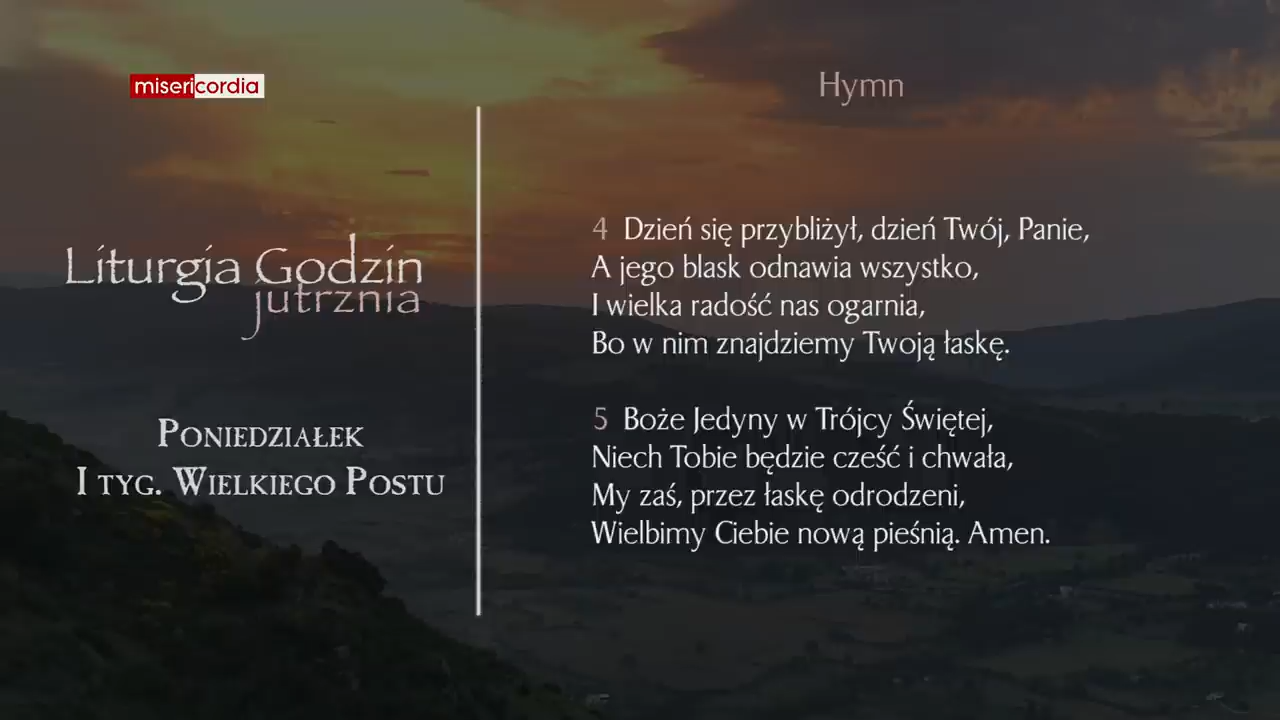 misericordia
Liturgia Godzin
jutrznia
Poniedziałek
I tyg. Wielkiego Postu
Hymn
4 Dzień się przybliżył, dzień Twój, Panie,
A jego blask odnawia wszystko,
I wielka radość nas ogarnia,
Bo w nim znajdziemy Twoją łaskę.
5 Boże Jedyny w Trójcy Świętej,
Niech Tobie będzie cześć i chwała,
My zaś, przez łaskę odrodzeni,
Wielbimy Ciebie nową pieśnią. Amen.